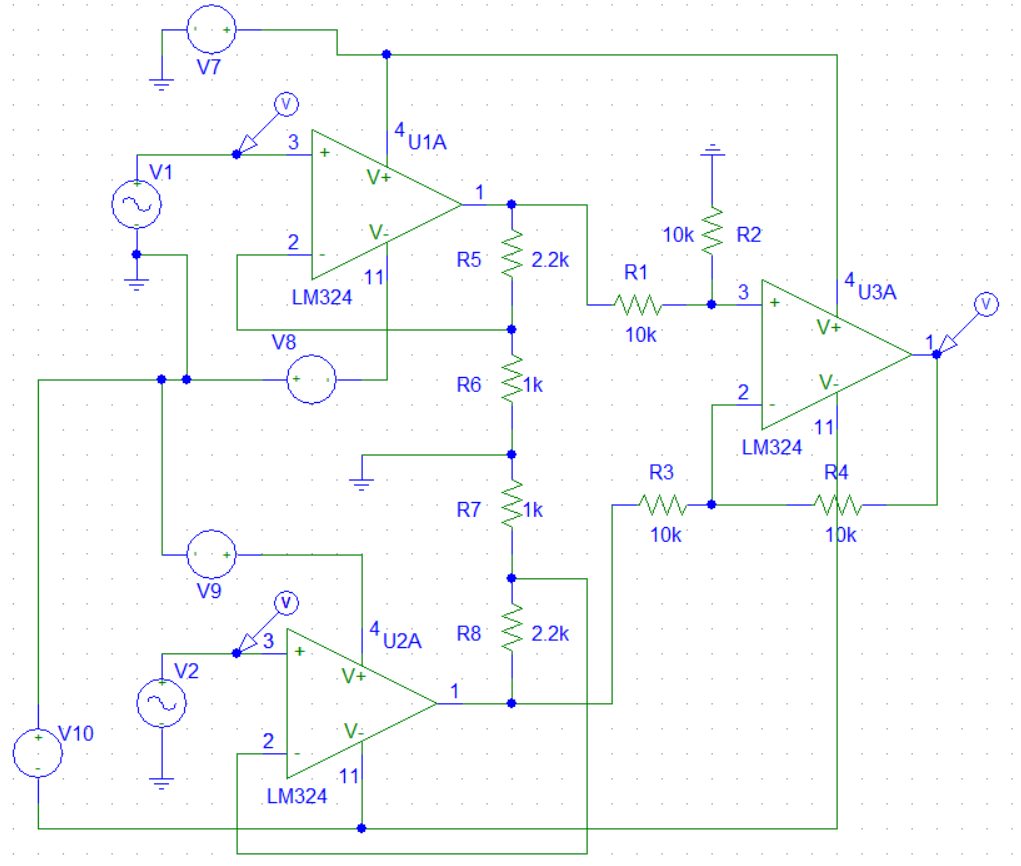 V7
V
4
U1A
3
+
V1
V+
1
V-
2
-
11
LM324
R5
2.2k
10k
R2
R1
10k
3
+
4
U3A
V
V+
1
V-
2
-
11
LM324
V8
R6
1k
R3
10k
R4
10k
R7
1k
V9
V
3
+
4
U2A
V+
R8
2.2k
V2
1
V-
2
-
11
LM324
V10